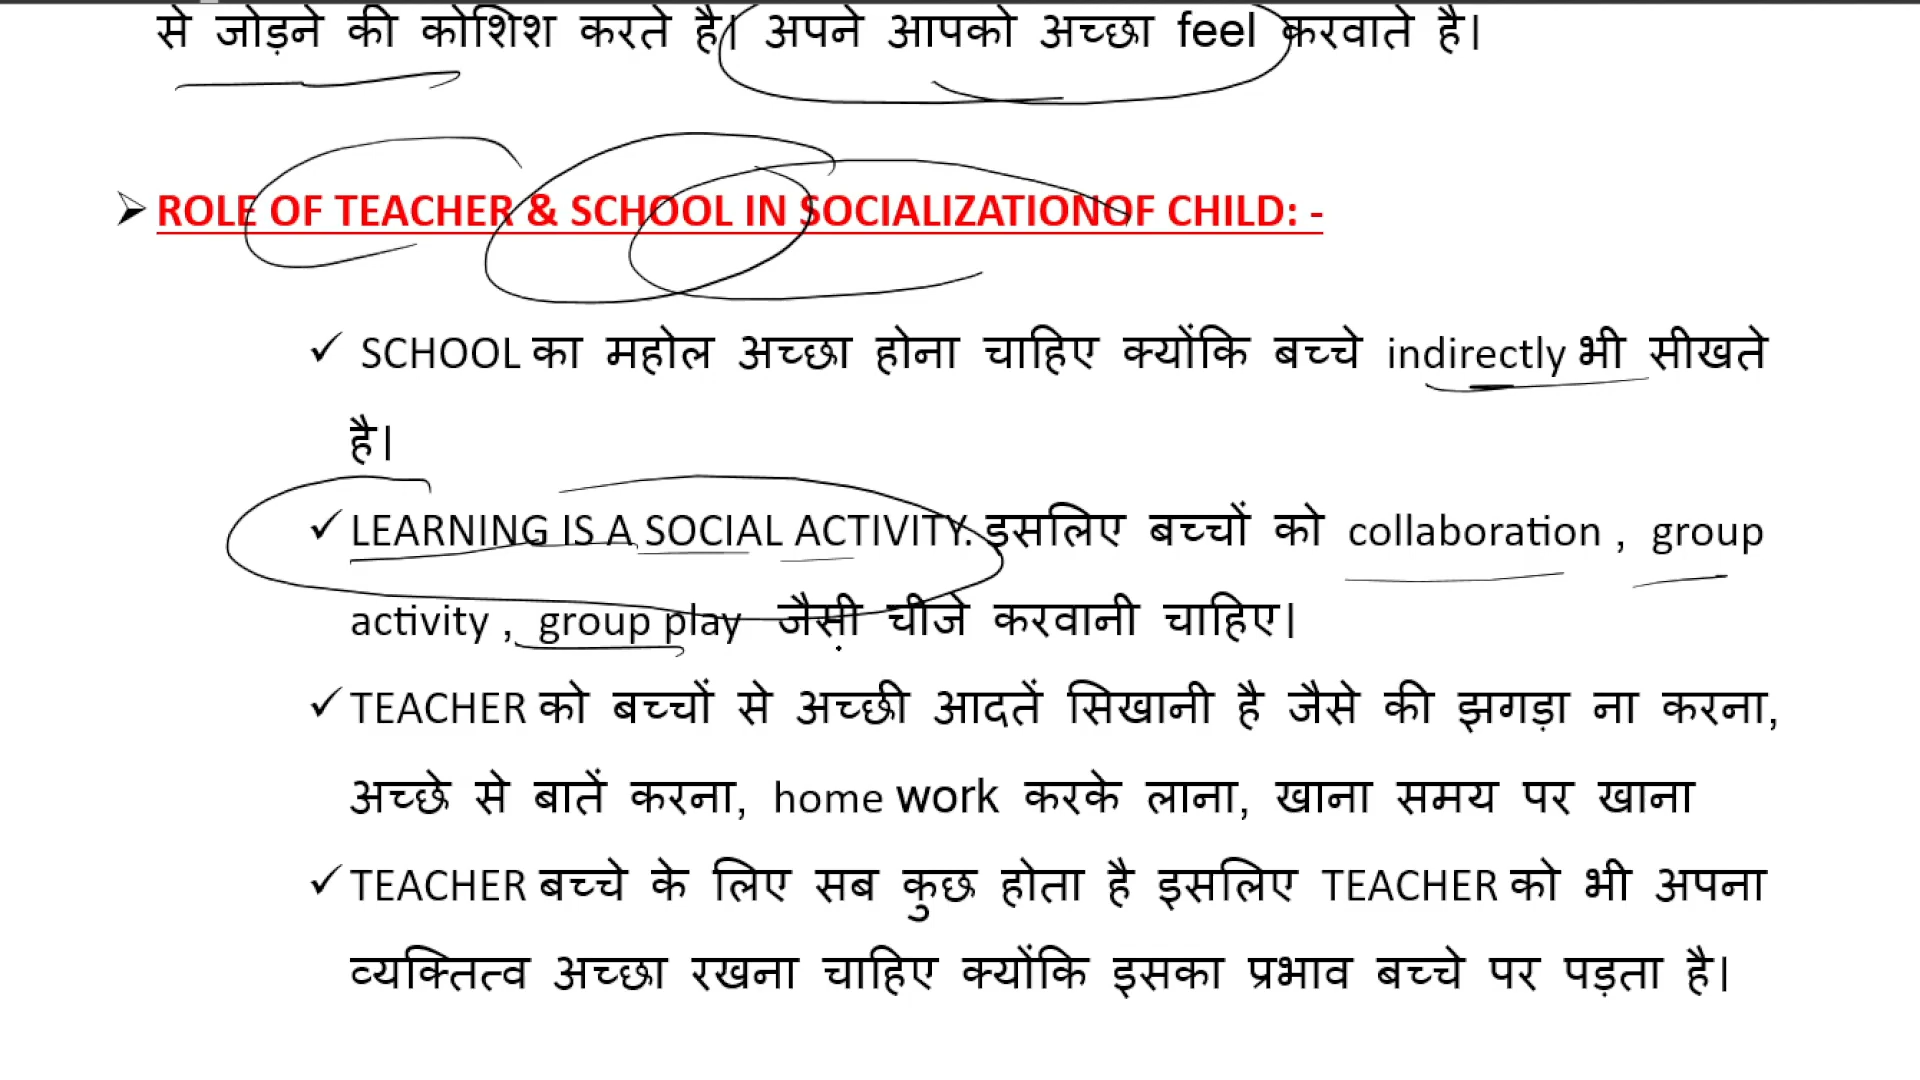 से जोड़ने की कोशिश करते है। अपने आपको अच्छा feel करवाते है।
➢ ROLE OF TEACHER & SCHOOL IN SOCIALIZATIONOF CHILD: -
✓ SCHOOL का महोल अच्छा होना चाहिए क्योंकि बच्चे indirectly भी सीखते
है।
✓ LEARNING IS A SOCIAL ACTIVITY. इसलिए बच्चों को collaboration , group
activity , group play जैसी चीजे करवानी चाहिए।
✓ TEACHER को बच्चों से अच्छी आदतें सिखानी है जैसे की झगड़ा ना करना,
अच्छे से बातें करना, home work करके लाना, खाना समय पर खाना
✓ TEACHER बच्चे के लिए सब कुछ होता है इसलिए TEACHER को भी अपना
व्यक्तित्व अच्छा रखना चाहिए क्योंकि इसका प्रभाव बच्चे पर पड़ता है।